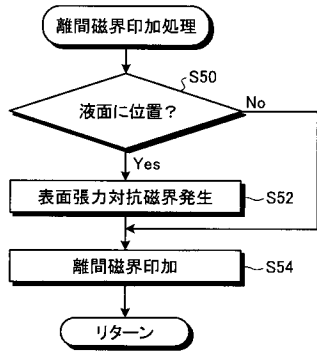 離間磁界印加処理
S50
液面に位置?
No
Yes
表面張力対抗磁界発生
S52
離間磁界印加
S54
リターン